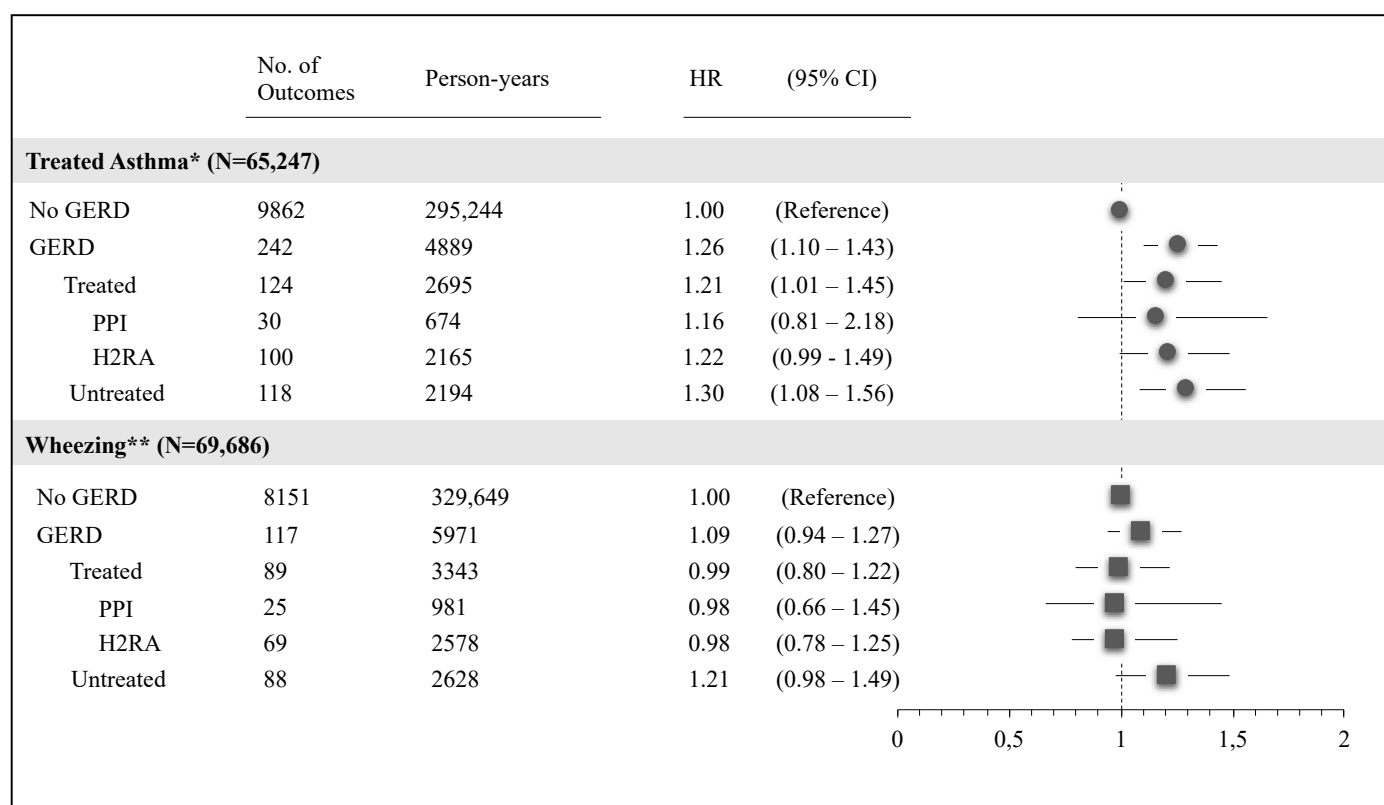 No. of
Outcomes Person-years HR (95% CI)
Treated Asthma* (N=65,247)
No GERD 9862 295,244 1.00 (Reference)
GERD 242 4889 1.26 (1.10 – 1.43)
Treated 124 2695 1.21 (1.01 – 1.45)
PPI 30 674 1.16 (0.81 – 2.18)
H2RA 100 2165 1.22 (0.99 - 1.49)
Untreated 118 2194 1.30 (1.08 – 1.56)
Wheezing** (N=69,686)
No GERD 8151 329,649 1.00 (Reference)
GERD 117 5971 1.09 (0.94 – 1.27)
Treated 89 3343 0.99 (0.80 – 1.22)
PPI 25 981 0.98 (0.66 – 1.45)
H2RA 69 2578 0.98 (0.78 – 1.25)
Untreated 88 2628 1.21 (0.98 – 1.49)
0 0,5 1 1,5 2